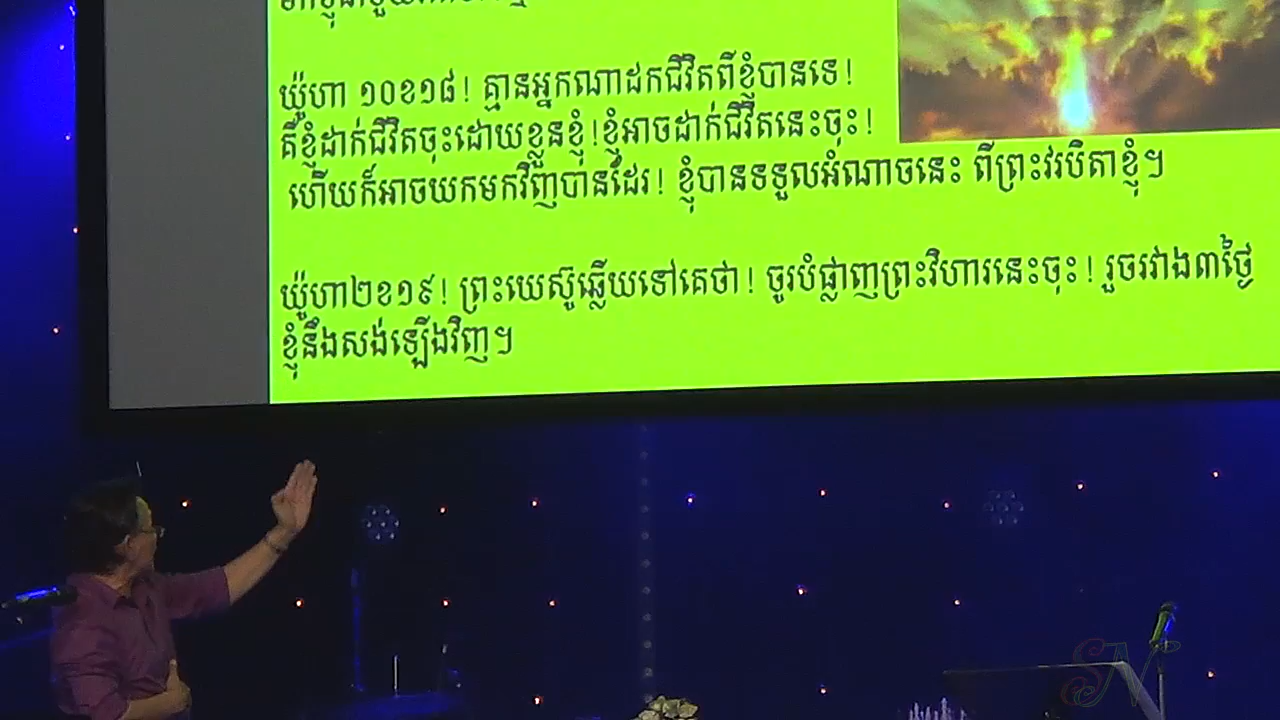 យ៉ូហា ១០ខ១៨! គ្មានអ្នកណាដកជីវិតពីខ្ញុំបានទេ!
គឺខ្ញុំដាក់ជីវិតចុះដោយខ្លួនខ្ញុំ!ខ្ញុំអាចដាក់ជីវិតនេះចុះ!
ហើយក៏អាចយកមកវិញបានដែរ! ខ្ញុំបានទទួលអំណាចនេះ ពីព្រះវរបិតាខ្ញុំ។
យ៉ូហា២ខ១៩! ព្រះយេស៊ូឆ្លើយទៅគេថា! ចូរបំផ្លាញព្រះវិហារនេះចុះ! រួចរវាង៣ថ្ងៃ
ខ្ញុំនឹងសង់ឡើងវិញ។
SN